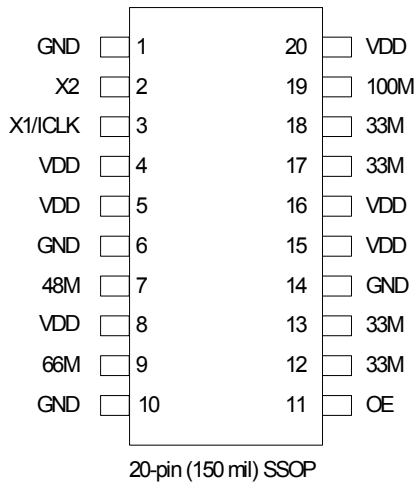 GND 1 20 VDD
X2 2 19 100M
X1/ICLK 3 18 33M
VDD 4 17 33M
VDD 5 16 VDD
GND 6 15 VDD
48M 7 14 GND
VDD 8 13 33M
66M 9 12 33M
GND 10 11 OE
20-pin (150 mil) SSOP